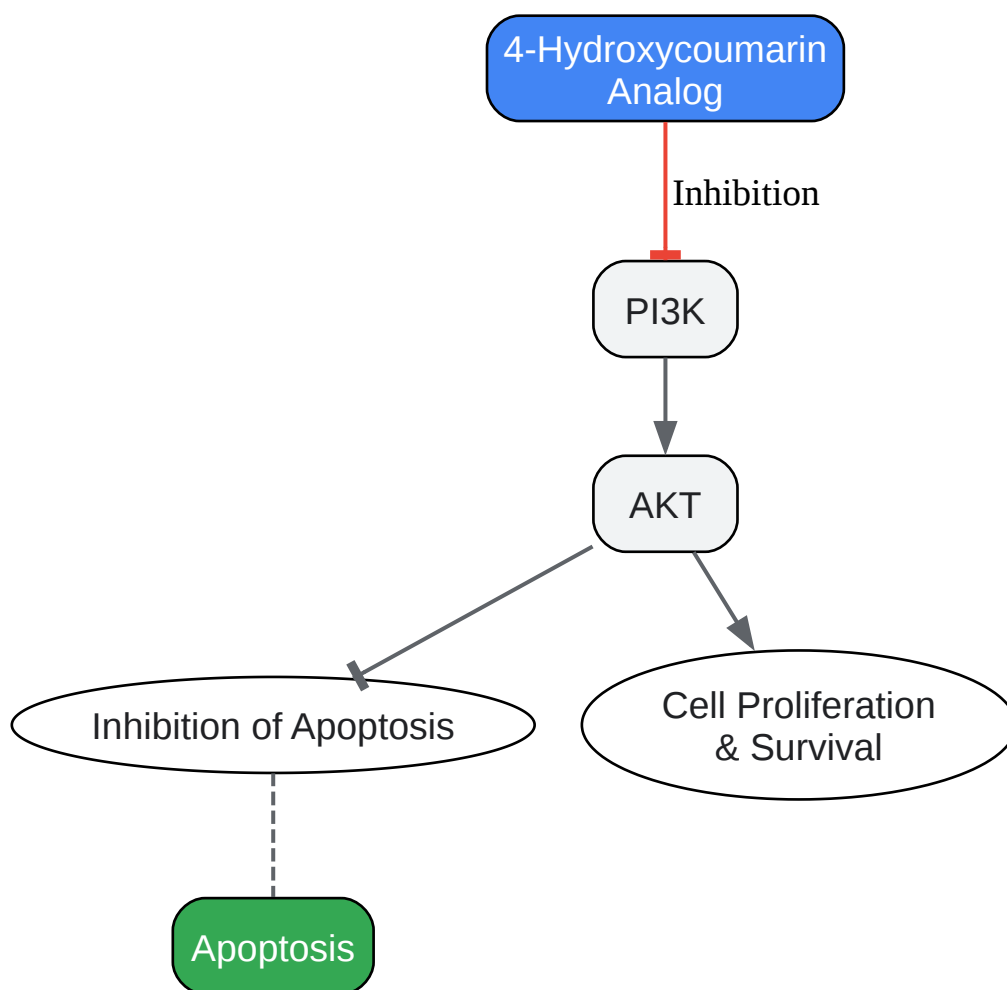 4-Hydroxycoumarin
Analog
Inhibition
PI3K
AKT
Inhibition of Apoptosis
Cell Proliferation
& Survival
Apoptosis